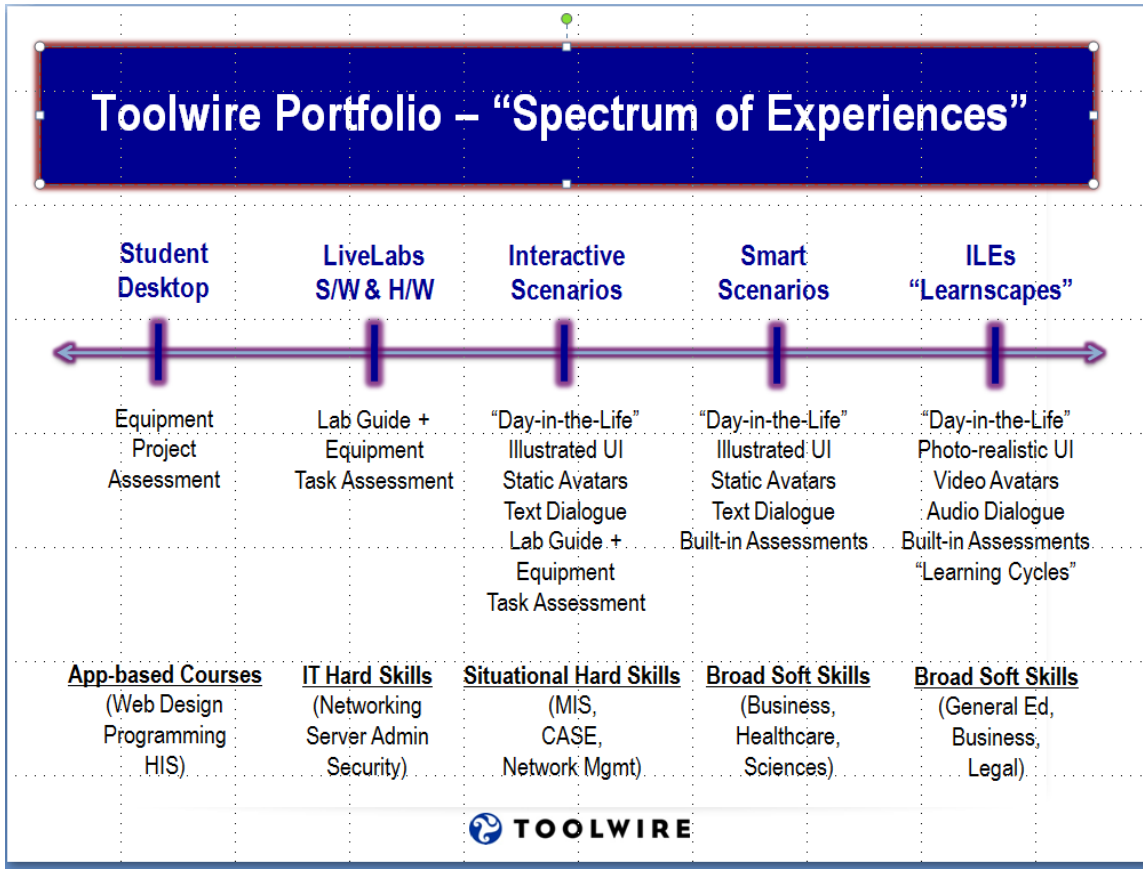 Toolwire Portfolio – “Spectrum of Experiences”
Student
Desktop
LiveLabs
S/W & H/W
Interactive
Scenarios
Smart
Scenarios
ILEs
“Learnscapes”
Equipment
Project
Assessment
Lab Guide +
Equipment
Task Assessment
“Day-in-the-Life”
Illustrated UI
Static Avatars
Text Dialogue
Lab Guide +
Equipment
Task Assessment
“Day-in-the-Life”
Illustrated UI
Static Avatars
Text Dialogue
Built-in Assessments
“Day-in-the-Life”
Photo-realistic UI
Video Avatars
Audio Dialogue
Built-in Assessments
“Learning Cycles”
App-based Courses
(Web Design
Programming
HIS)
IT Hard Skills
(Networking
Server Admin
Security)
Situational Hard Skills
(MIS,
CASE,
Network Mgmt)
Broad Soft Skills
(Business,
Healthcare,
Sciences)
Broad Soft Skills
(General Ed,
Business,
Legal)
TOOLWIRE